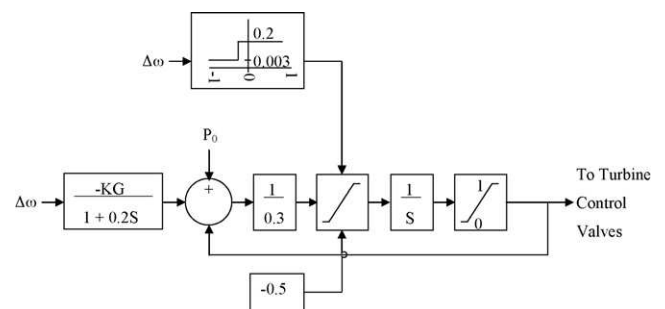 Δω
0.2
0.003
-1
0
1
P₀
Δω
-KG
1 + 0.2S
+
1
0.3
1
S
1
0
To Turbine
Control
Valves
-0.5